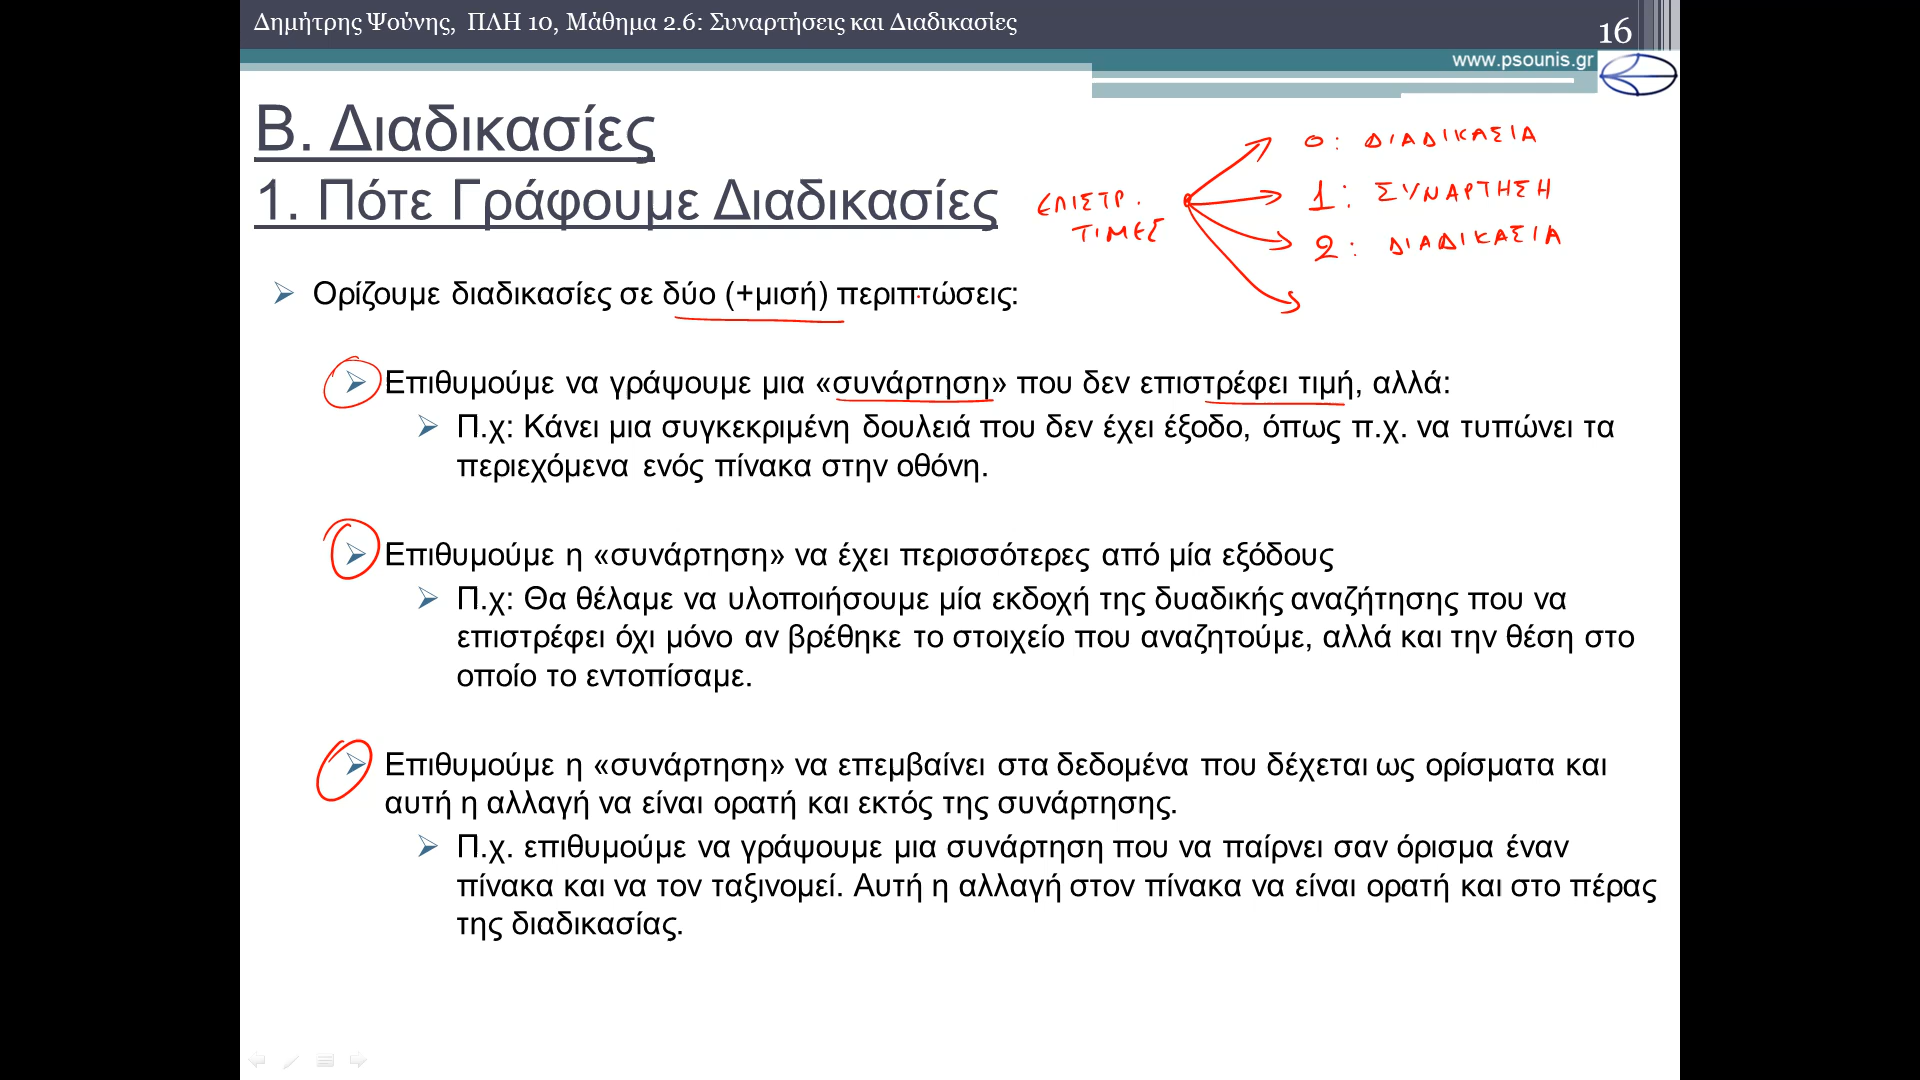 Δημήτρης Ψούνης, ΠΛΗ 10, Μάθημα 2.6: Συναρτήσεις και Διαδικασίες
16
www.psounis.gr
Β. Διαδικασίες
1. Πότε Γράφουμε Διαδικασίες
ΕΠΙΣΤΡ.
ΤΙΜΕΣ
0: ΔΙΑΔΙΚΑΣΙΑ
1: ΣΥΝΑΡΤΗΣΗ
2: ΔΙΑΔΙΚΑΣΙΑ
Ορίζουμε διαδικασίες σε δύο (+μισή) περιπτώσεις:
Επιθυμούμε να γράψουμε μια «συνάρτηση» που δεν επιστρέφει τιμή, αλλά:
Π.χ: Κάνει μια συγκεκριμένη δουλειά που δεν έχει έξοδο, όπως π.χ. να τυπώνει τα
περιεχόμενα ενός πίνακα στην οθόνη.
Επιθυμούμε η «συνάρτηση» να έχει περισσότερες από μία εξόδους
Π.χ: Θα θέλαμε να υλοποιήσουμε μία εκδοχή της δυαδικής αναζήτησης που να
επιστρέφει όχι μόνο αν βρέθηκε το στοιχείο που αναζητούμε, αλλά και την θέση στο
οποίο το εντοπίσαμε.
Επιθυμούμε η «συνάρτηση» να επεμβαίνει στα δεδομένα που δέχεται ως ορίσματα και
αυτή η αλλαγή να είναι ορατή και εκτός της συνάρτησης.
Π.χ. επιθυμούμε να γράψουμε μια συνάρτηση που να παίρνει σαν όρισμα έναν
πίνακα και να τον ταξινομεί. Αυτή η αλλαγή στον πίνακα να είναι ορατή και στο πέρας
της διαδικασίας.